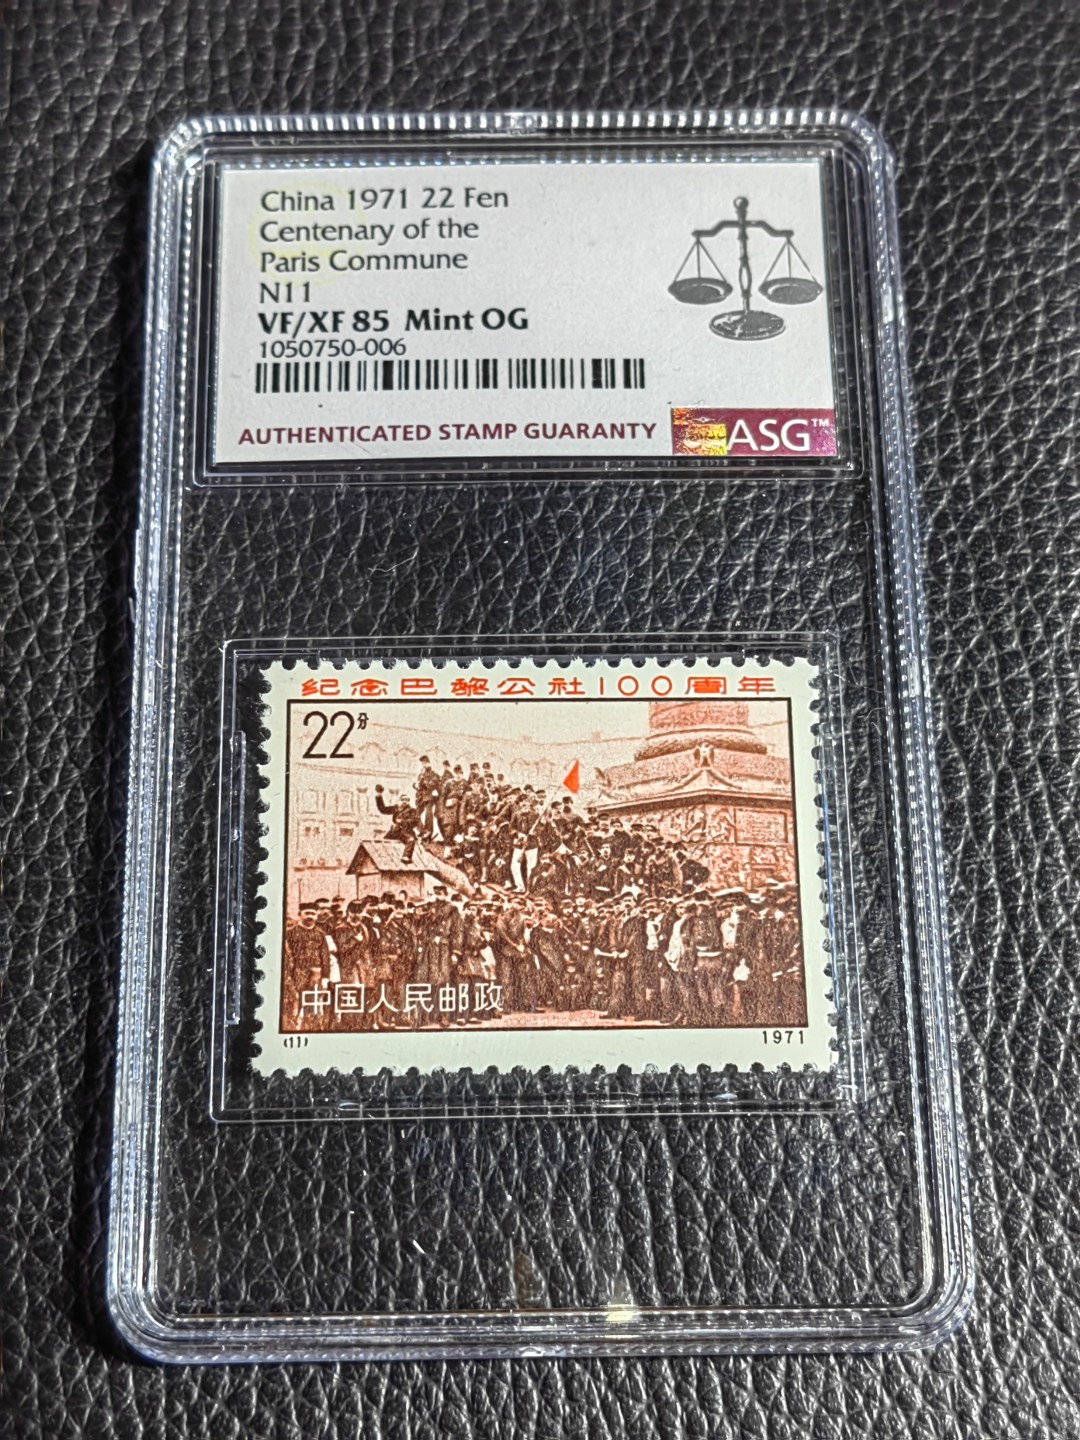 China 1971 22 Fen
Centenary of the
Paris Commune
N11
VF/XF 85 Mint OG
1050750-006
AUTHENTICATED STAMP GUARANTY
ASG™
纪念巴黎公社100周年
22分
中国人民邮政
(11)
1971